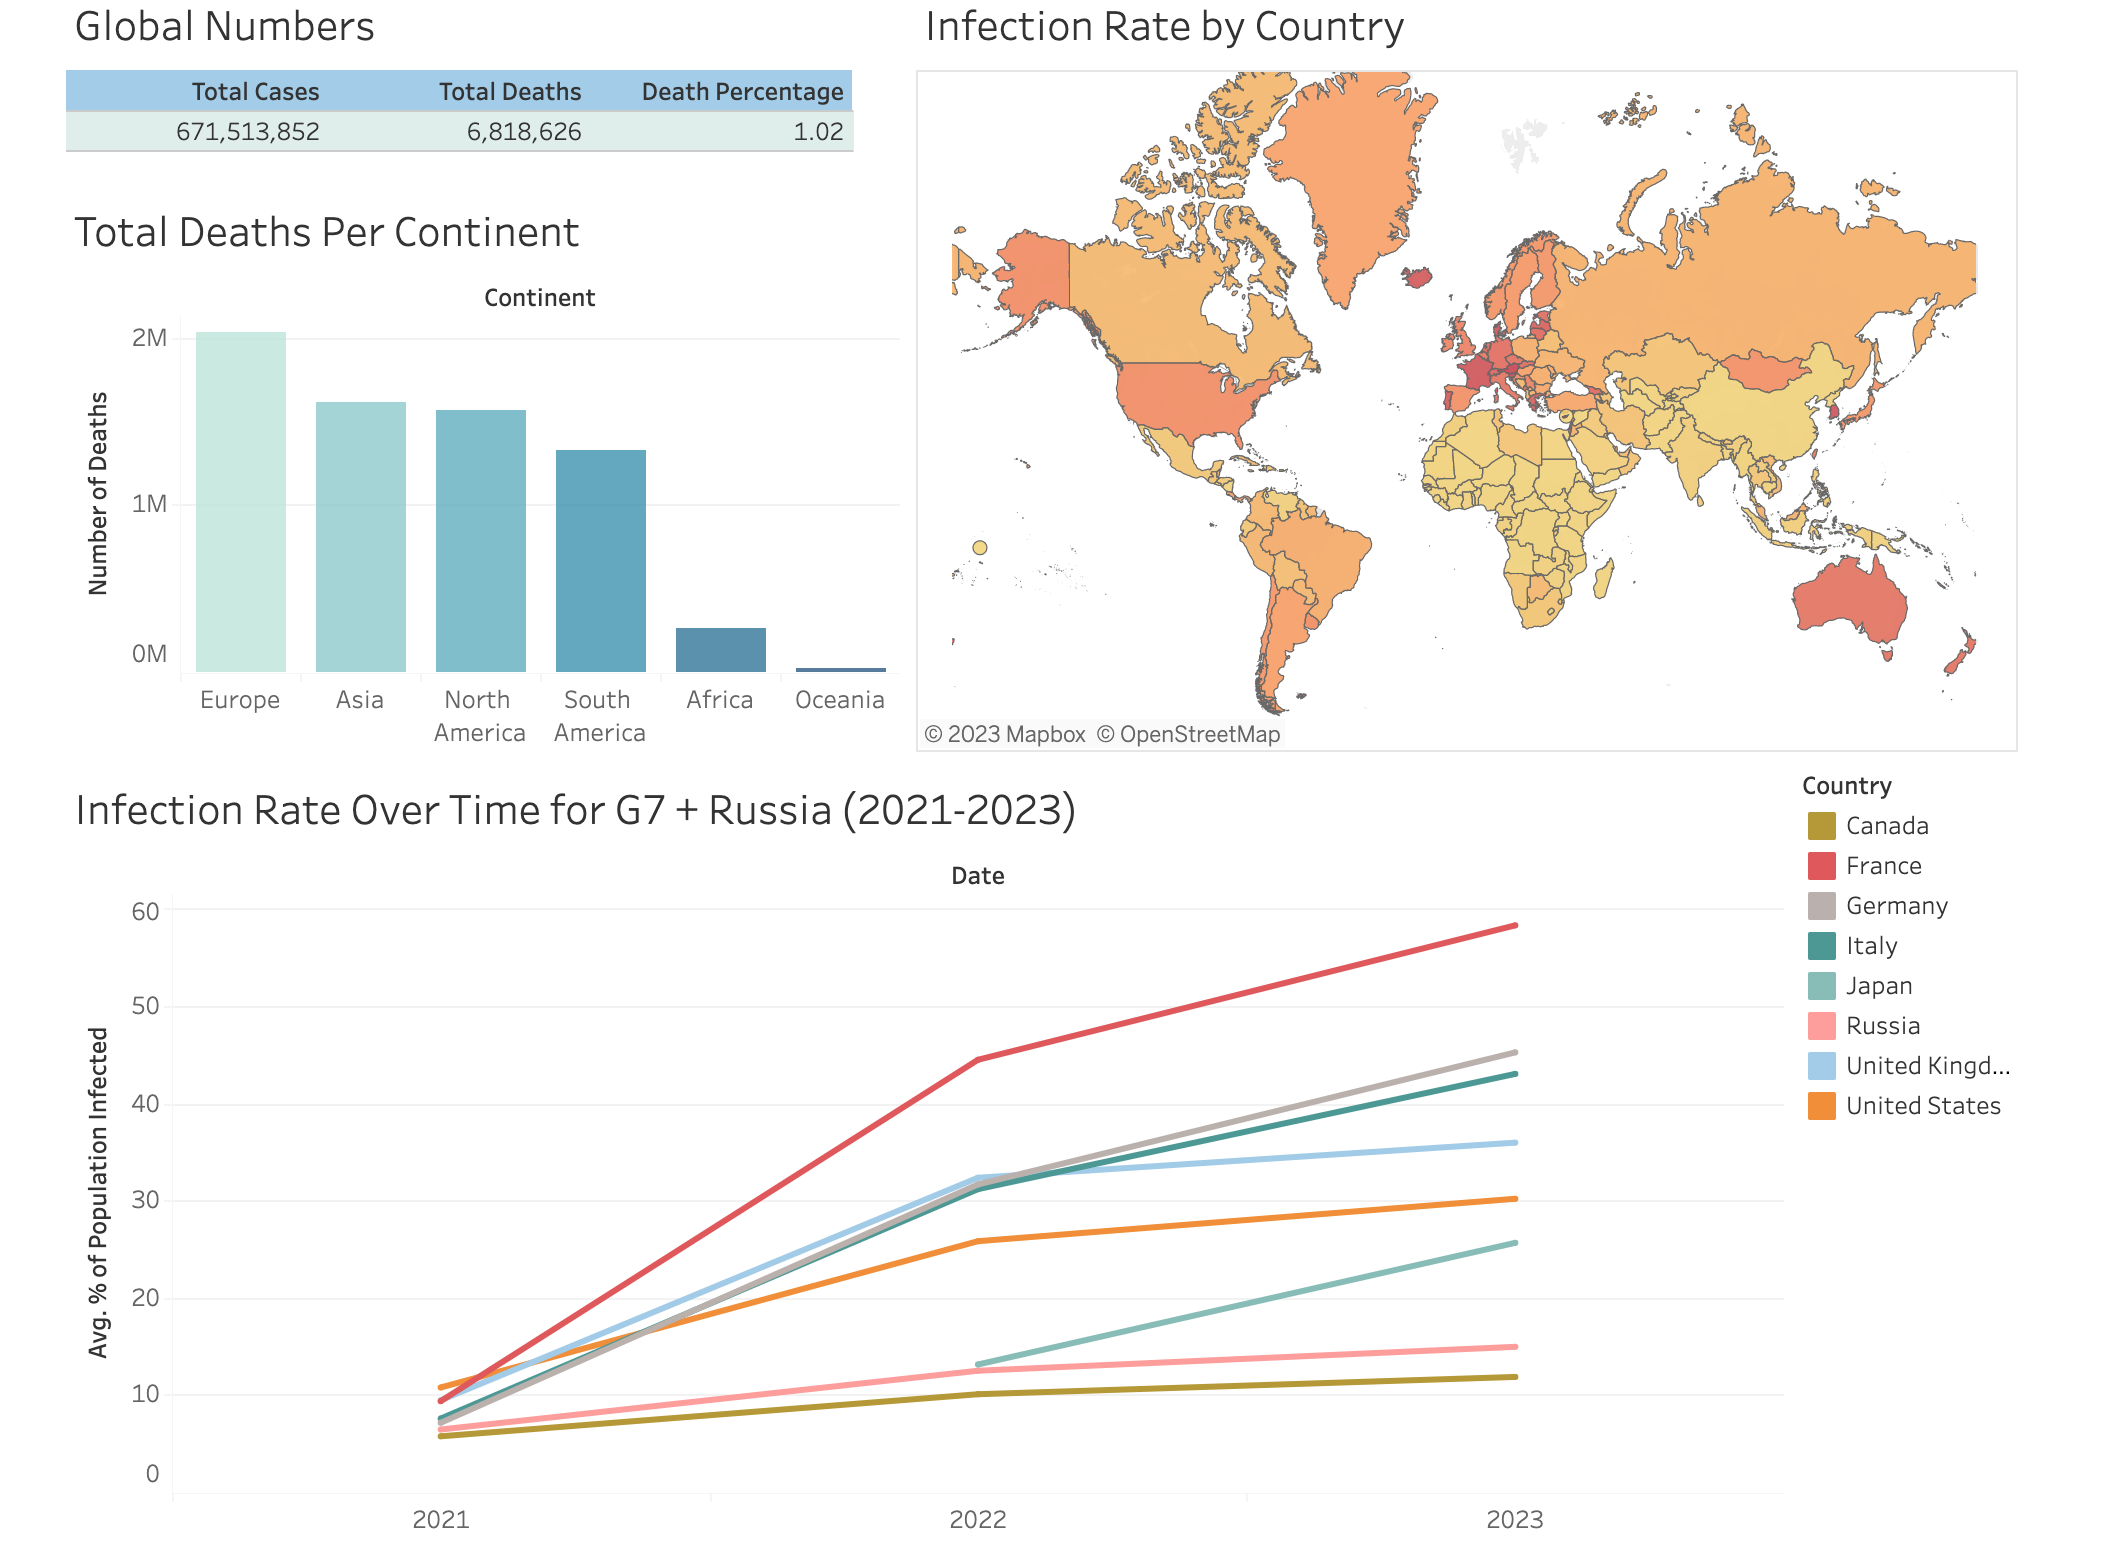 Global Numbers
Total Cases Total Deaths Death Percentage
671,513,852 6,818,626 1.02
Total Deaths Per Continent
Continent
Number of Deaths
2M
1M
0M
Europe Asia North America South America Africa Oceania
Infection Rate by Country
© 2023 Mapbox © OpenStreetMap
Infection Rate Over Time for G7 + Russia (2021-2023)
Date
Avg. % of Population Infected
60
50
40
30
20
10
0
2021 2022 2023
Country
Canada
France
Germany
Italy
Japan
Russia
United Kingd...
United States